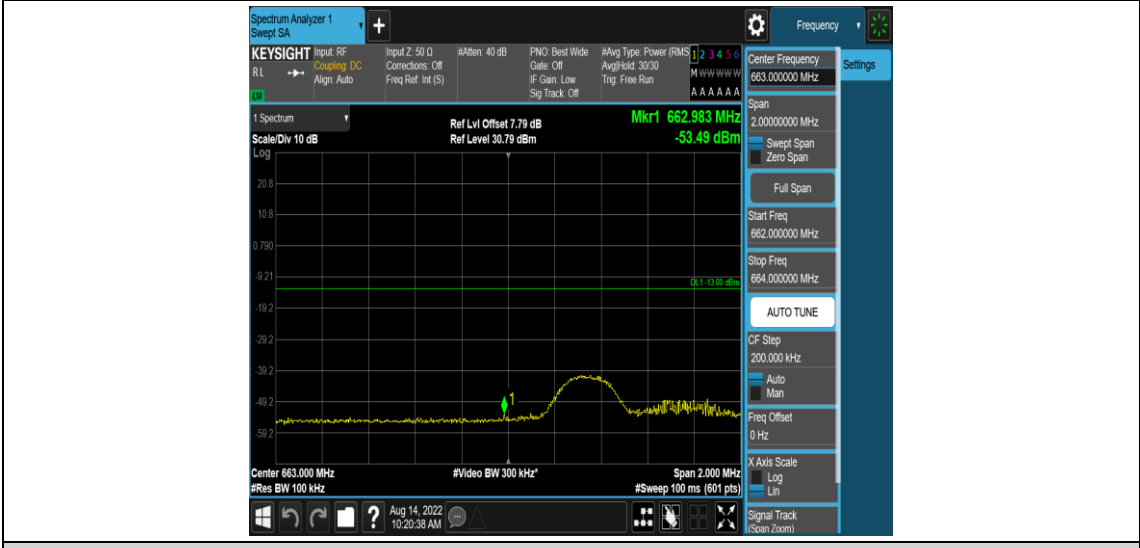 Spectrum Analyzer 1
Swept SA
+
Frequency
KEYSIGHT
RL
Input: RF
Coupling: DC
Align: Auto
Input Z: 50 Ω
Corrections: Off
Freq Ref: Int (S)
#Atten: 40 dB
PNO: Best Wide
Gate: Off
IF Gain: Low
Sig Track: Off
#Avg Type: Power (RMS
Avg|Hold: 30/30
Trig: Free Run
1 2 3 4 5 6
M W W W W W
A A A A A A
1 Spectrum
Scale/Div 10 dB
Log
Ref Lvl Offset 7.79 dB
Ref Level 30.79 dBm
Mkr1 662.983 MHz
-53.49 dBm
20.8
10.8
0.790
-9.21
DL1 -13.00 dBm
-19.2
-29.2
-39.2
-49.2
-59.2
1
Center 663.000 MHz
#Res BW 100 kHz
#Video BW 300 kHz*
Span 2.000 MHz
#Sweep 100 ms (601 pts)
?
Aug 14, 2022
10:20:38 AM
Center Frequency
663.000000 MHz
Settings
Span
2.00000000 MHz
Swept Span
Zero Span
Full Span
Start Freq
662.000000 MHz
Stop Freq
664.000000 MHz
AUTO TUNE
CF Step
200.000 kHz
Auto
Man
Freq Offset
0 Hz
X Axis Scale
Log
Lin
Signal Track
(Span Zoom)